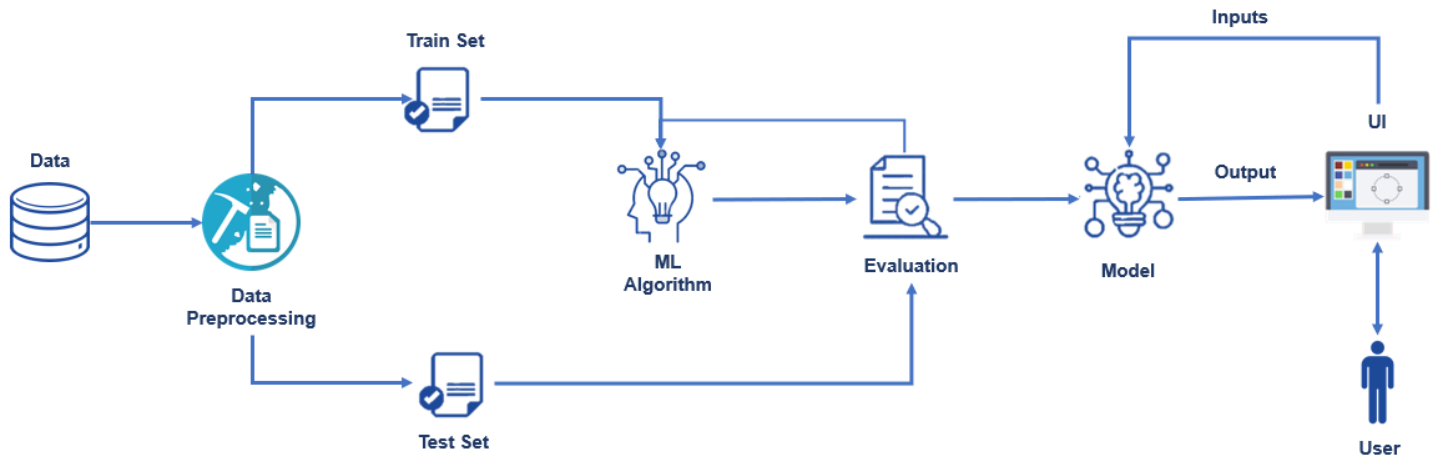 Inputs
Train Set
UI
Data
Output
ML
Algorithm
Evaluation
Model
Data
Preprocessing
Test Set
User